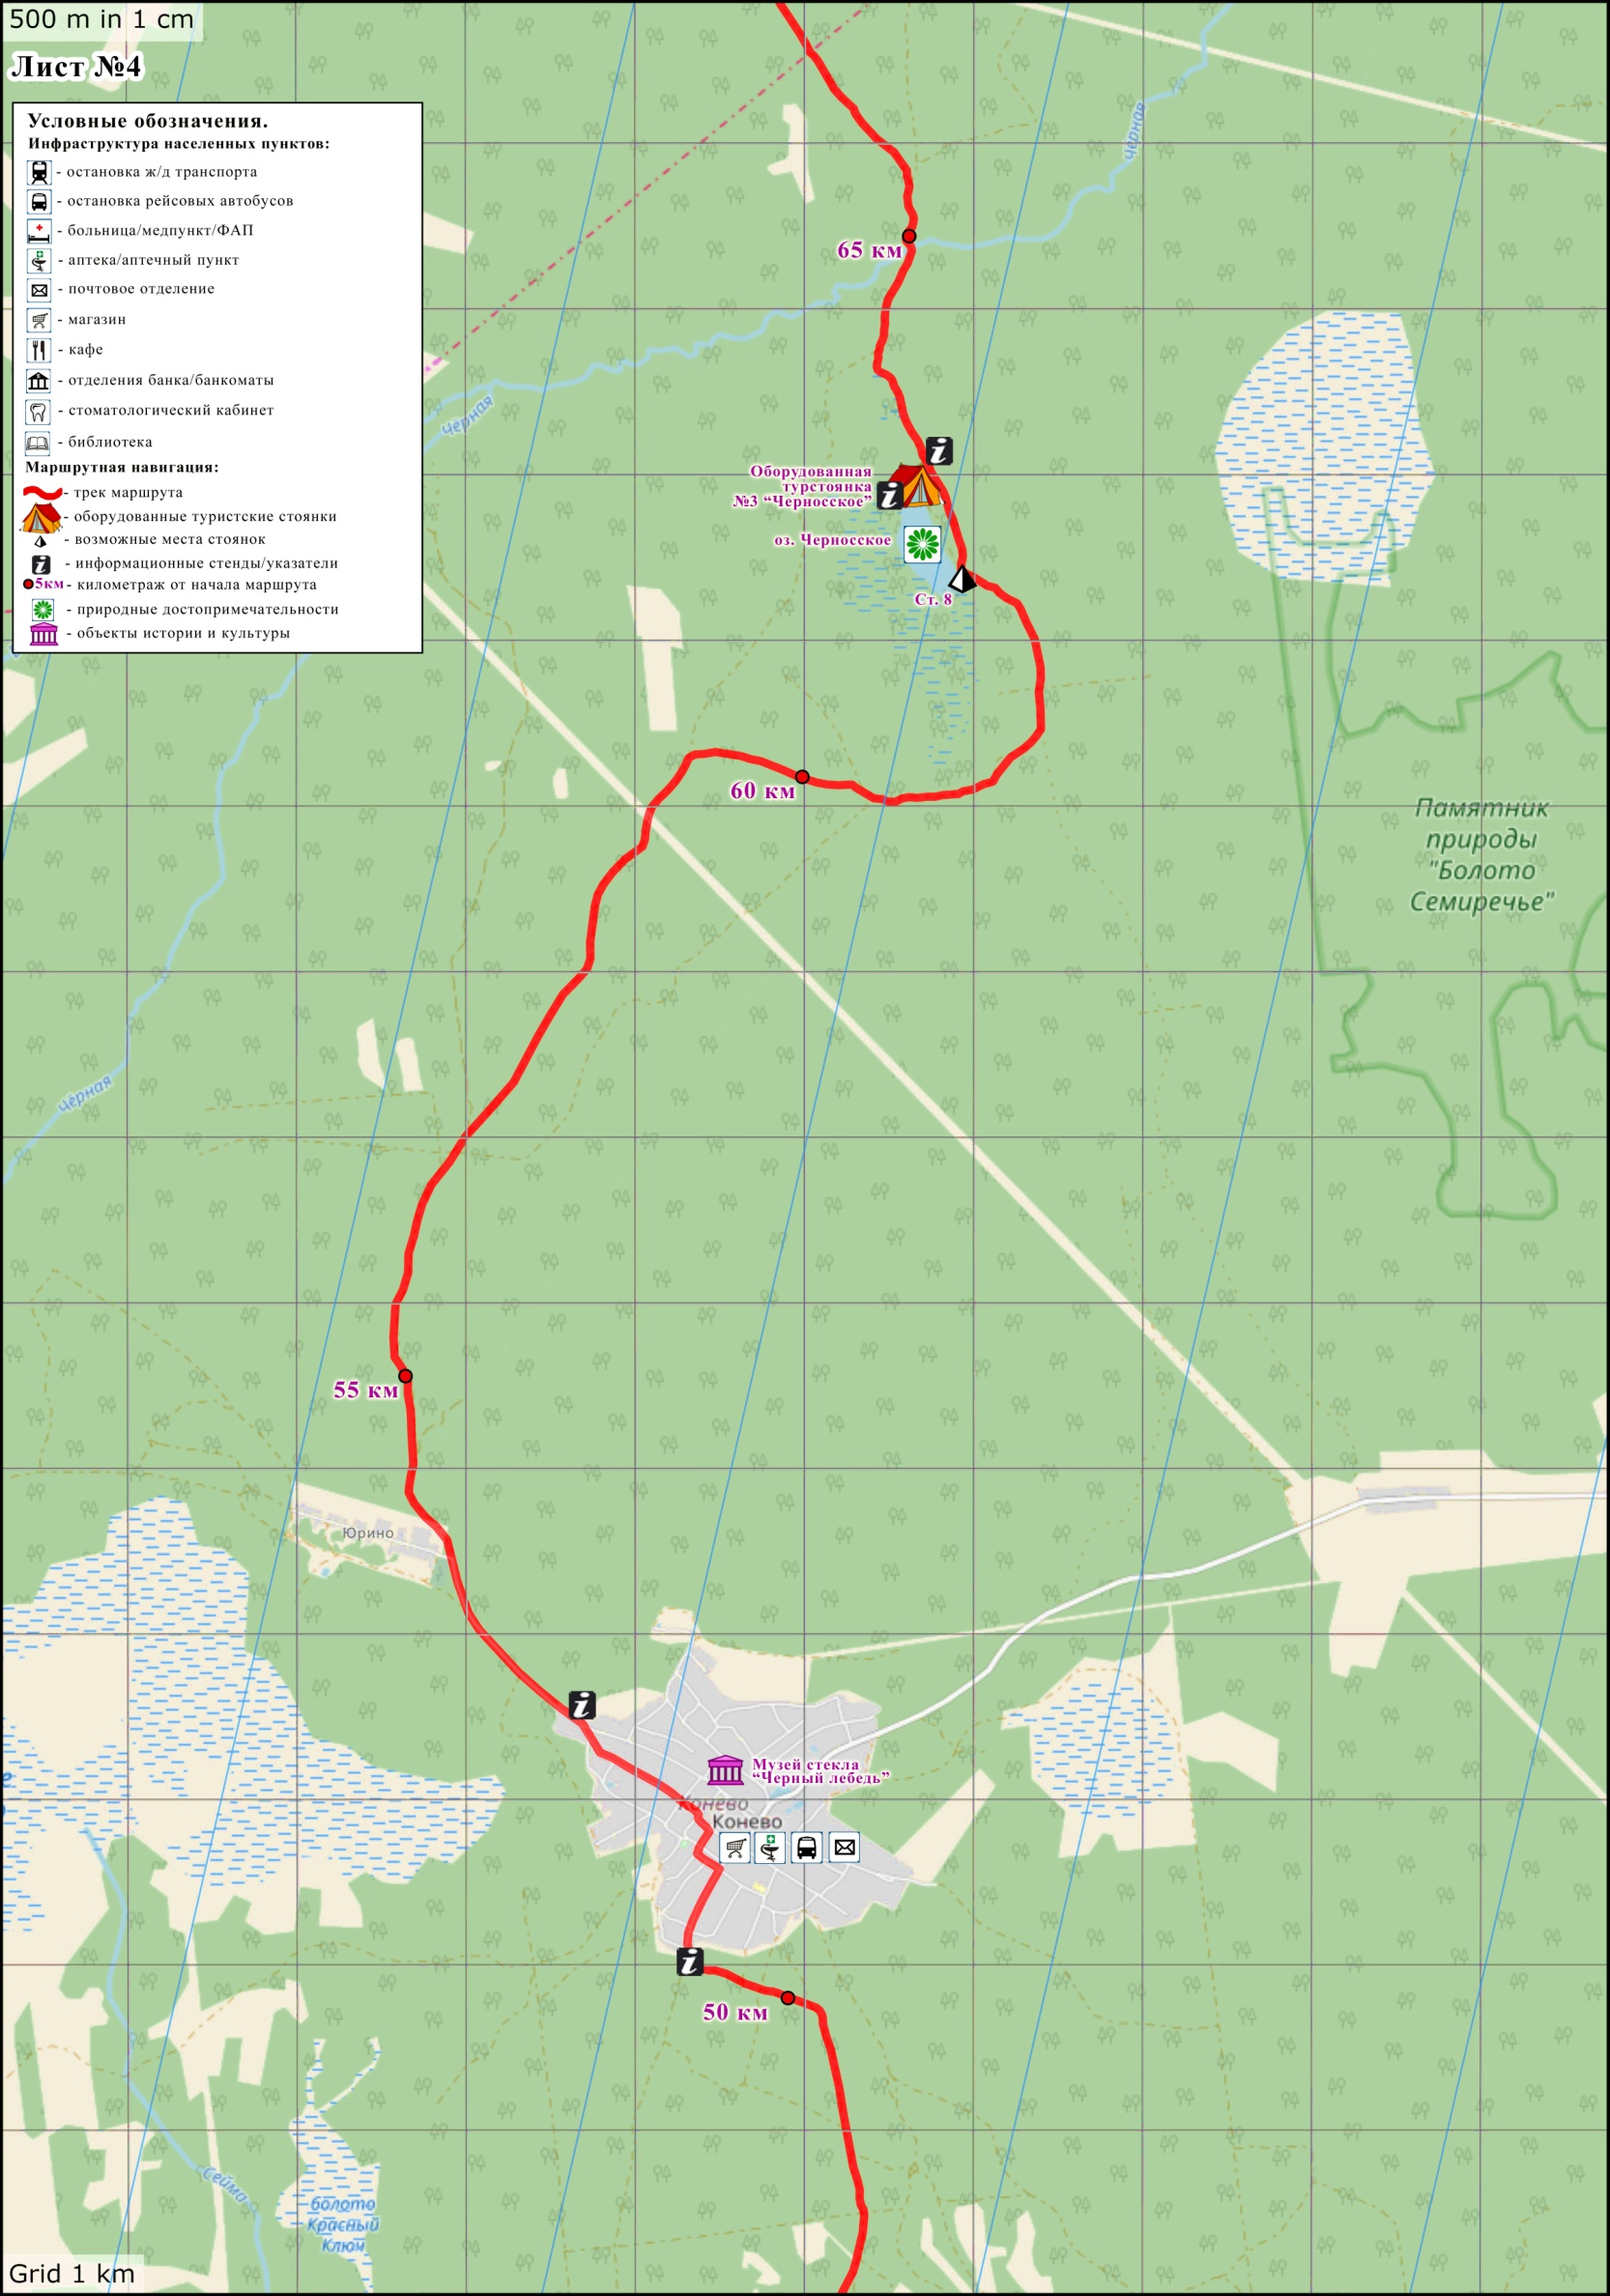 500 m in 1 cm
Лист №4
Условные обозначения.
Инфраструктура населенных пунктов:
- остановка ж/д транспорта
- остановка рейсовых автобусов
- больница/медпункт/ФАП
- аптека/аптечный пункт
- почтовое отделение
- магазин
- кафе
- отделения банка/банкоматы
- стоматологический кабинет
- библиотека
Маршрутная навигация:
- трек маршрута
- оборудованные туристские стоянки
- возможные места стоянок
- информационные стенды/указатели
5км - километраж от начала маршрута
- природные достопримечательности
- объекты истории и культуры
Чёрная
65 км
Чёрная
Оборудованная
турстоянка
№3 “Черносское”
оз. Черносское
Ст. 8
60 км
Памятник
природы
"Болото
Семиречье"
Чёрная
55 км
Юрино
Музей стекла
“Черный лебедь”
Конево
Конево
50 км
Сейма
болото
Красный
Ключ
Grid 1 km